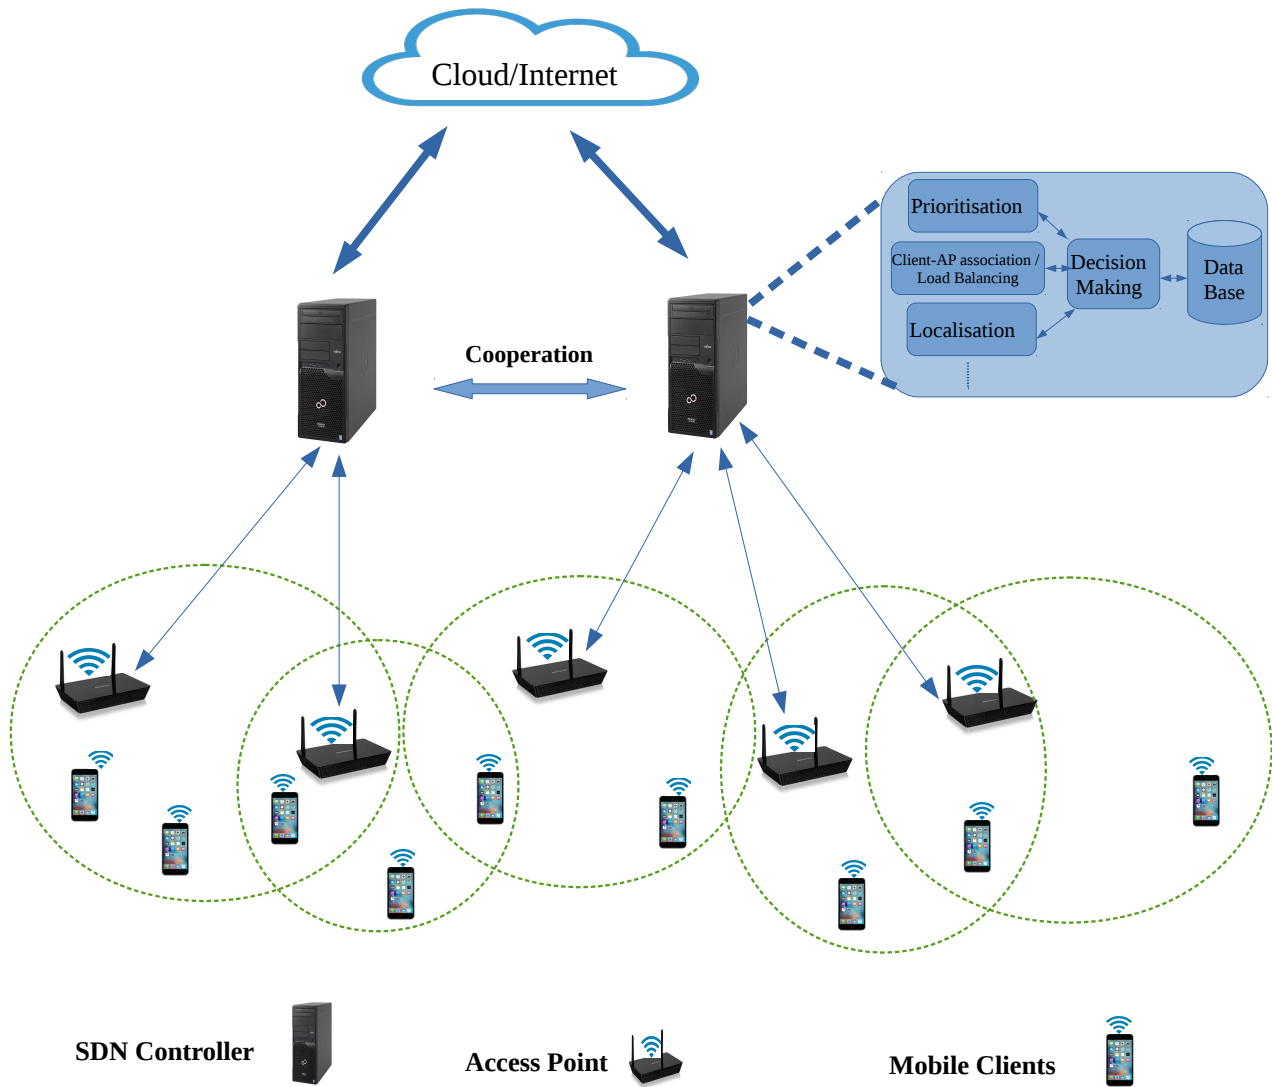 Cloud/Internet
Prioritisation
Client-AP association /
Load Balancing
Decision
Making
Data
Base
Localisation
Cooperation
SDN Controller
Access Point
Mobile Clients